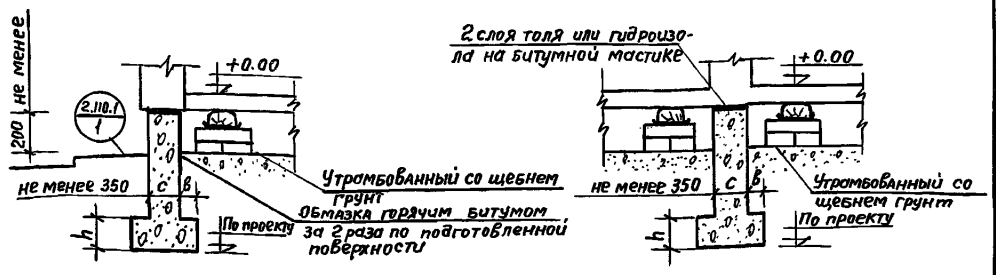 200 не менее
2.110.1
1
+0.00
не менее 350
с
в
h
По проекту
Утрамбованный со щебнем
грунт
Обмазка горячим битумом
за 2 раза по подготовленной
поверхности
2 слоя толя или гидроизо-
ла на битумной мастике
+0.00
не менее 350
с
в
h
Утрамбованный со
щебнем грунт
По проекту